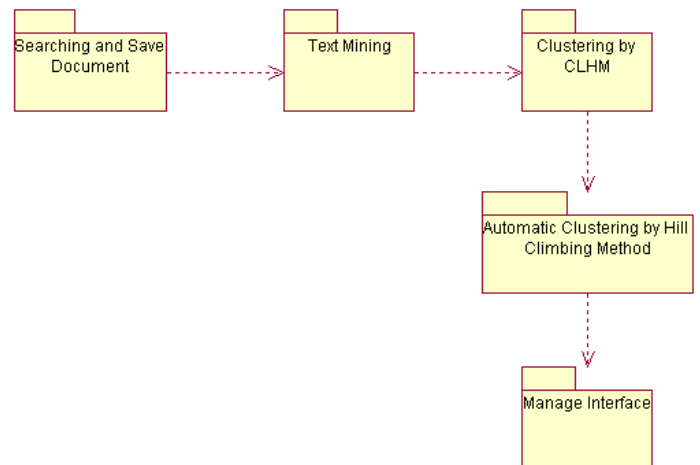 Searching and Save
Document
Text Mining
Clustering by
CLHM
Automatic Clustering by Hill
Climbing Method
Manage Interface